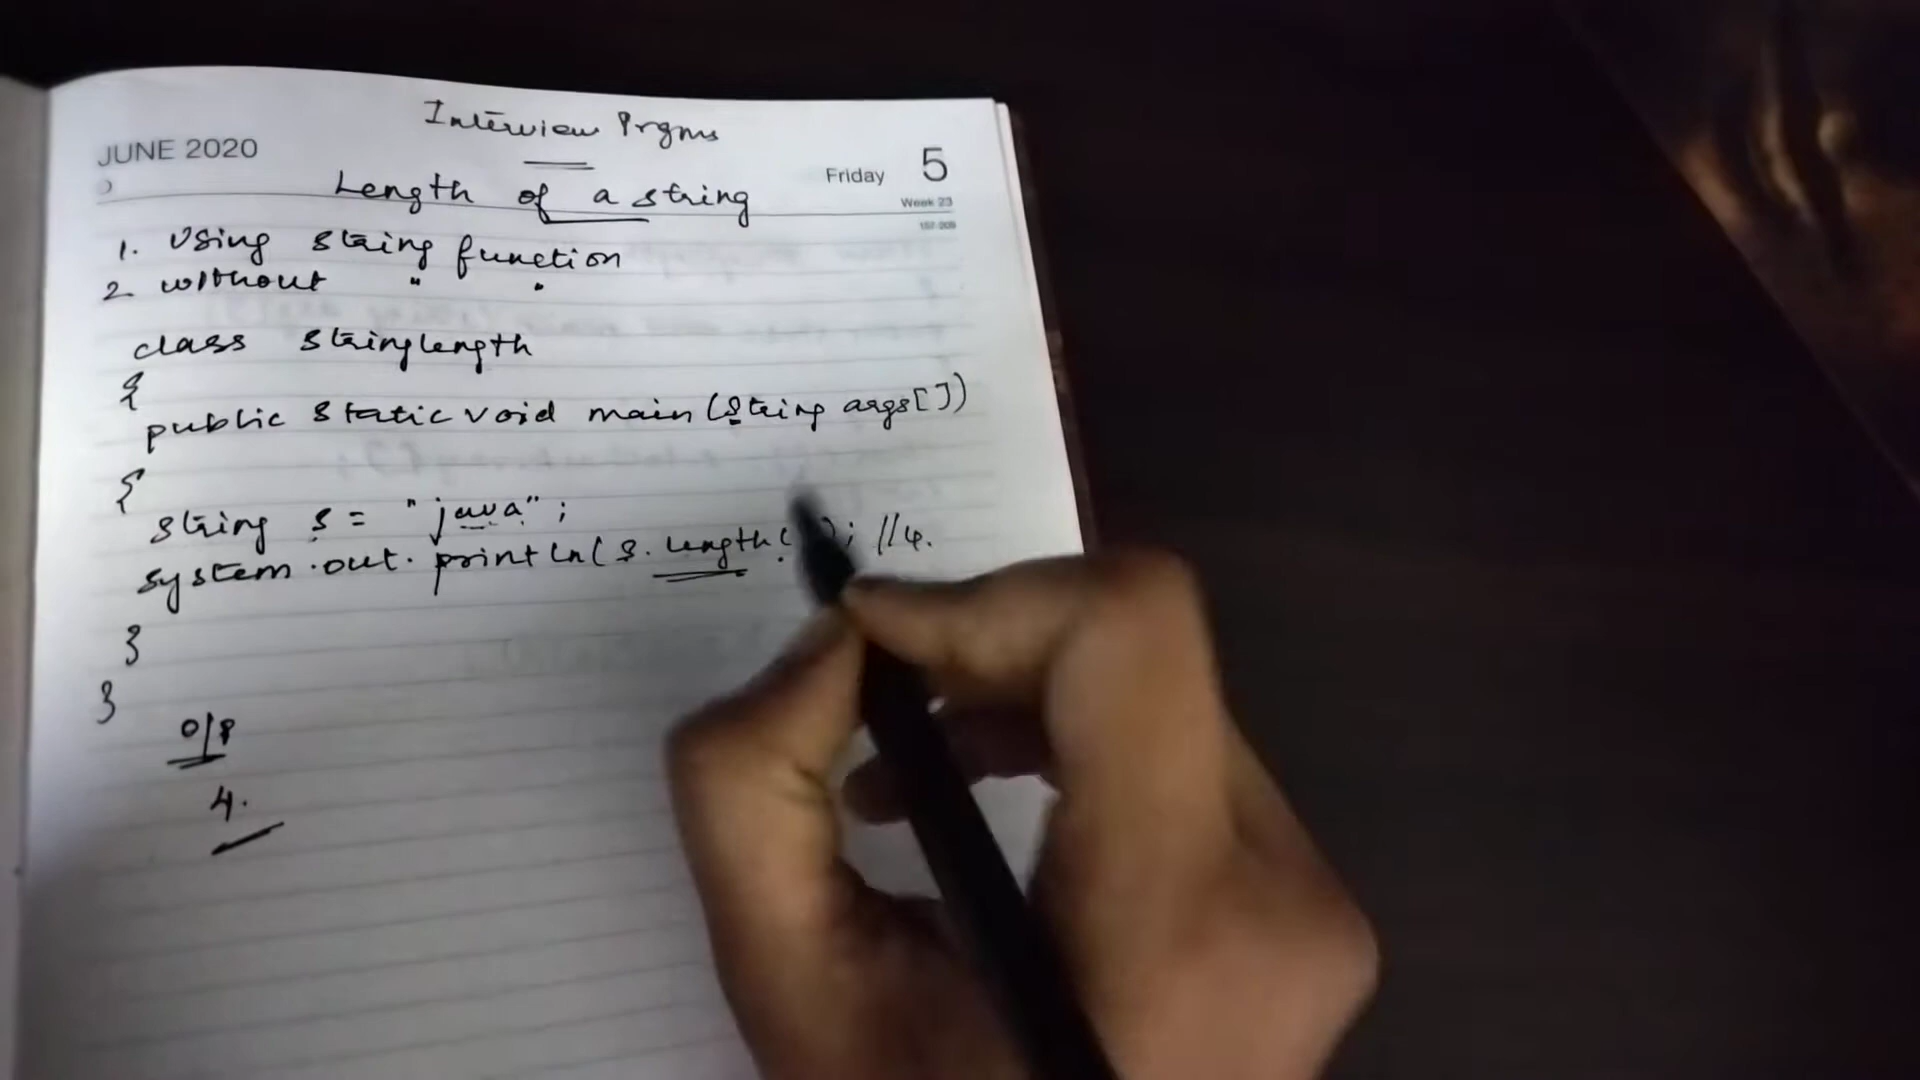 Interview Prgms
JUNE 2020
Friday 5
Week 23
Length of a string
1. Using string function
2 without " "
class stringlength
{
public static void main (String args[])
{
string s = "java";
system.out.println(s.length();  //4.
}
}
O/P
4.